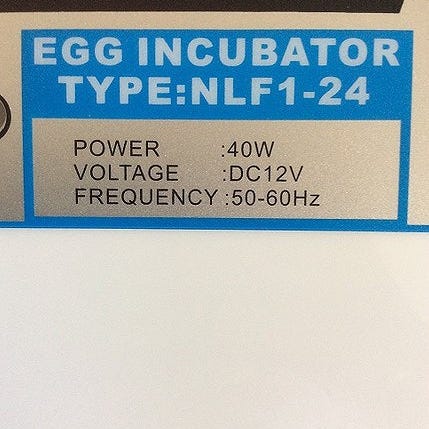 EGG INCUBATOR
TYPE:NLF1-24
POWER :40W
VOLTAGE :DC12V
FREQUENCY :50-60Hz